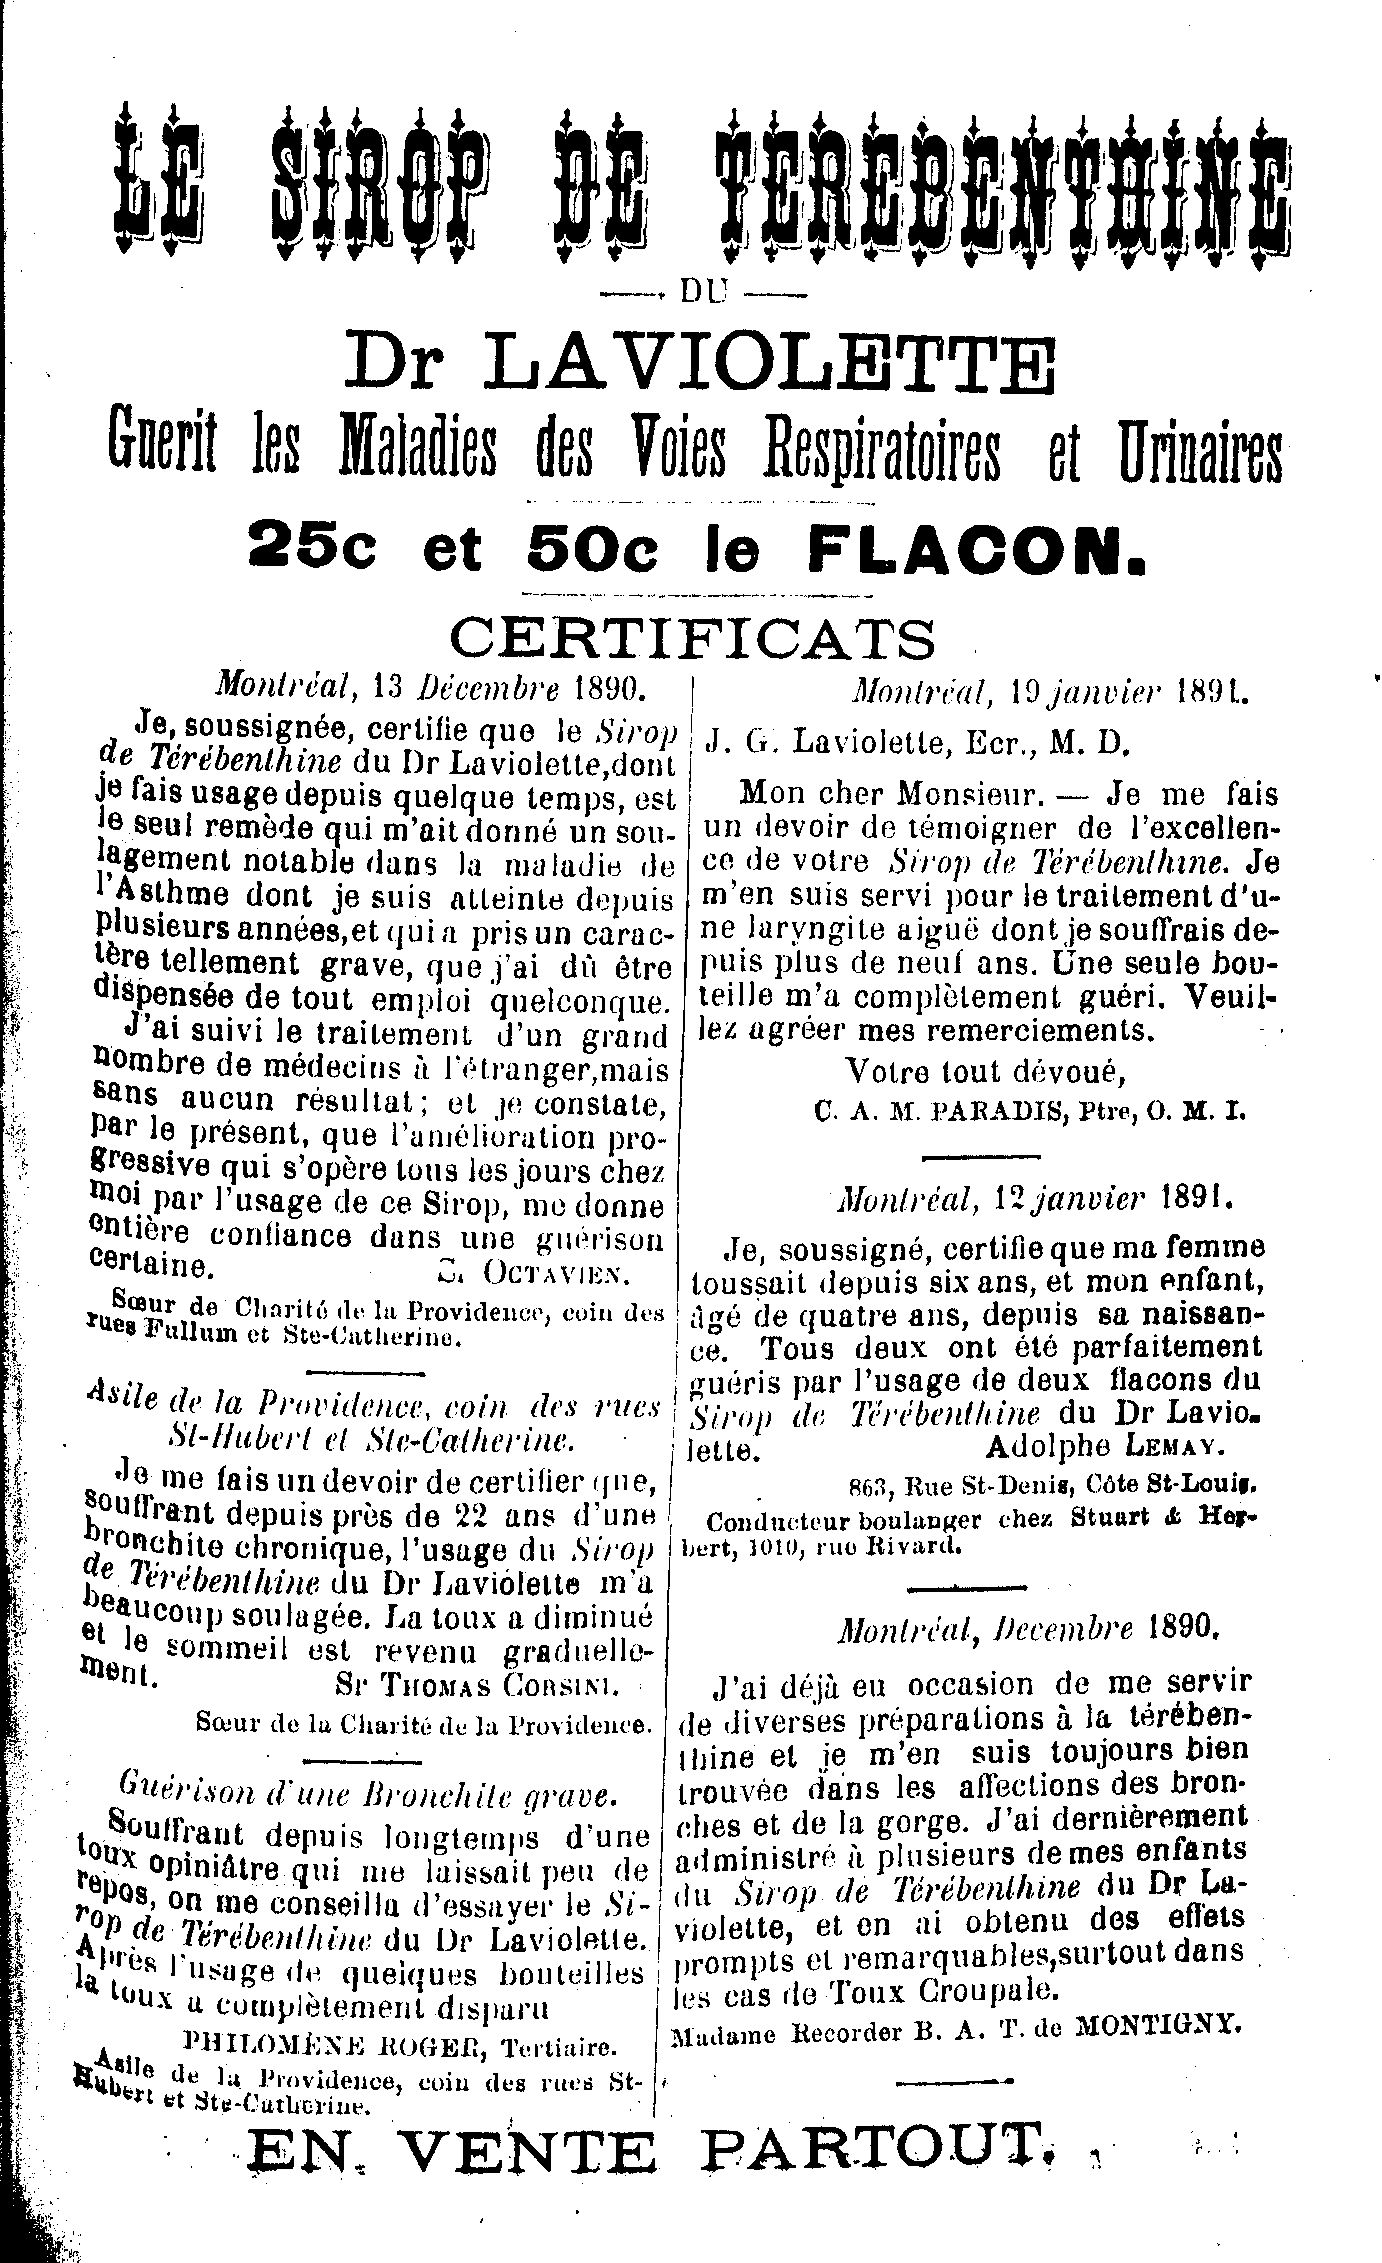 LE SIROP DE TEREBENTHINE
DU
Dr LAVIOLETTE
Guerit les Maladies des Voies Respiratoires et Urinaires
25c et 50c le FLACON.
CERTIFICATS
Montréal, 13 Décembre 1890.
Je, soussignée, certifie que le Sirop
de Térébenthine du Dr Laviolette,dont
je fais usage depuis quelque temps, est
le seul remède qui m'ait donné un sou-
lagement notable dans la maladie de
l'Asthme dont je suis atteinte depuis
plusieurs années,et qui a pris un carac-
tère tellement grave, que j'ai dû être
dispensée de tout emploi quelconque.
J'ai suivi le traitement d'un grand
nombre de médecins à l'étranger,mais
sans aucun résultat; et je constate,
par le présent, que l'amélioration pro-
gressive qui s'opère tous les jours chez
moi par l'usage de ce Sirop, me donne
entière confiance dans une guérison
certaine.
OCTAVIEN.
Sœur de Charité de la Providence, coin des
rues Fullum et Ste-Catherine.
Asile de la Providence, coin des rues
St-Hubert et Ste-Catherine.
Je me fais un devoir de certifier que,
souffrant depuis près de 22 ans d'une
bronchite chronique, l'usage du Sirop
de Térébenthine du Dr Laviolette m'a
beaucoup soulagée. La toux a diminué
et le sommeil est revenu graduelle-
ment.
Sr THOMAS CORSINI.
Sœur de la Charité de la Providence.
Guérison d'une Bronchite grave.
Souffrant depuis longtemps d'une
toux opiniâtre qui me laissait peu de
repos, on me conseilla d'essayer le Si-
rop de Térébenthine du Dr Laviolette.
Après l'usage de quelques bouteilles
la toux a complètement disparu
PHILOMÈNE ROGER, Tertiaire.
Asile de la Providence, coin des rues St-
Hubert et Ste-Catherine.
Montréal, 19 janvier 1891.
J. G. Laviolette, Ecr., M. D.
Mon cher Monsieur. — Je me fais
un devoir de témoigner de l'excellen-
ce de votre Sirop de Térébenthine. Je
m'en suis servi pour le traitement d'u-
ne laryngite aiguë dont je souffrais de-
puis plus de neuf ans. Une seule bou-
teille m'a complètement guéri. Veuil-
lez agréer mes remerciements.
Votre tout dévoué,
C. A. M. PARADIS, Ptre, O. M. I.
Montréal, 12 janvier 1891.
Je, soussigné, certifie que ma femme
toussait depuis six ans, et mon enfant,
âgé de quatre ans, depuis sa naissan-
ce. Tous deux ont été parfaitement
guéris par l'usage de deux flacons du
Sirop de Térébenthine du Dr Lavio-
lette.
Adolphe LEMAY.
863, Rue St-Denis, Côte St-Louis.
Conducteur boulanger chez Stuart & Her-
bert, 1010, rue Rivard.
Montréal, Decembre 1890.
J'ai déjà eu occasion de me servir
de diverses préparations à la térében-
thine et je m'en suis toujours bien
trouvée dans les affections des bron-
ches et de la gorge. J'ai dernièrement
administré à plusieurs de mes enfants
du Sirop de Térébenthine du Dr La-
violette, et en ai obtenu des effets
prompts et remarquables,surtout dans
les cas de Toux Croupale.
Madame Recorder B. A. T. de MONTIGNY.
EN VENTE PARTOUT.